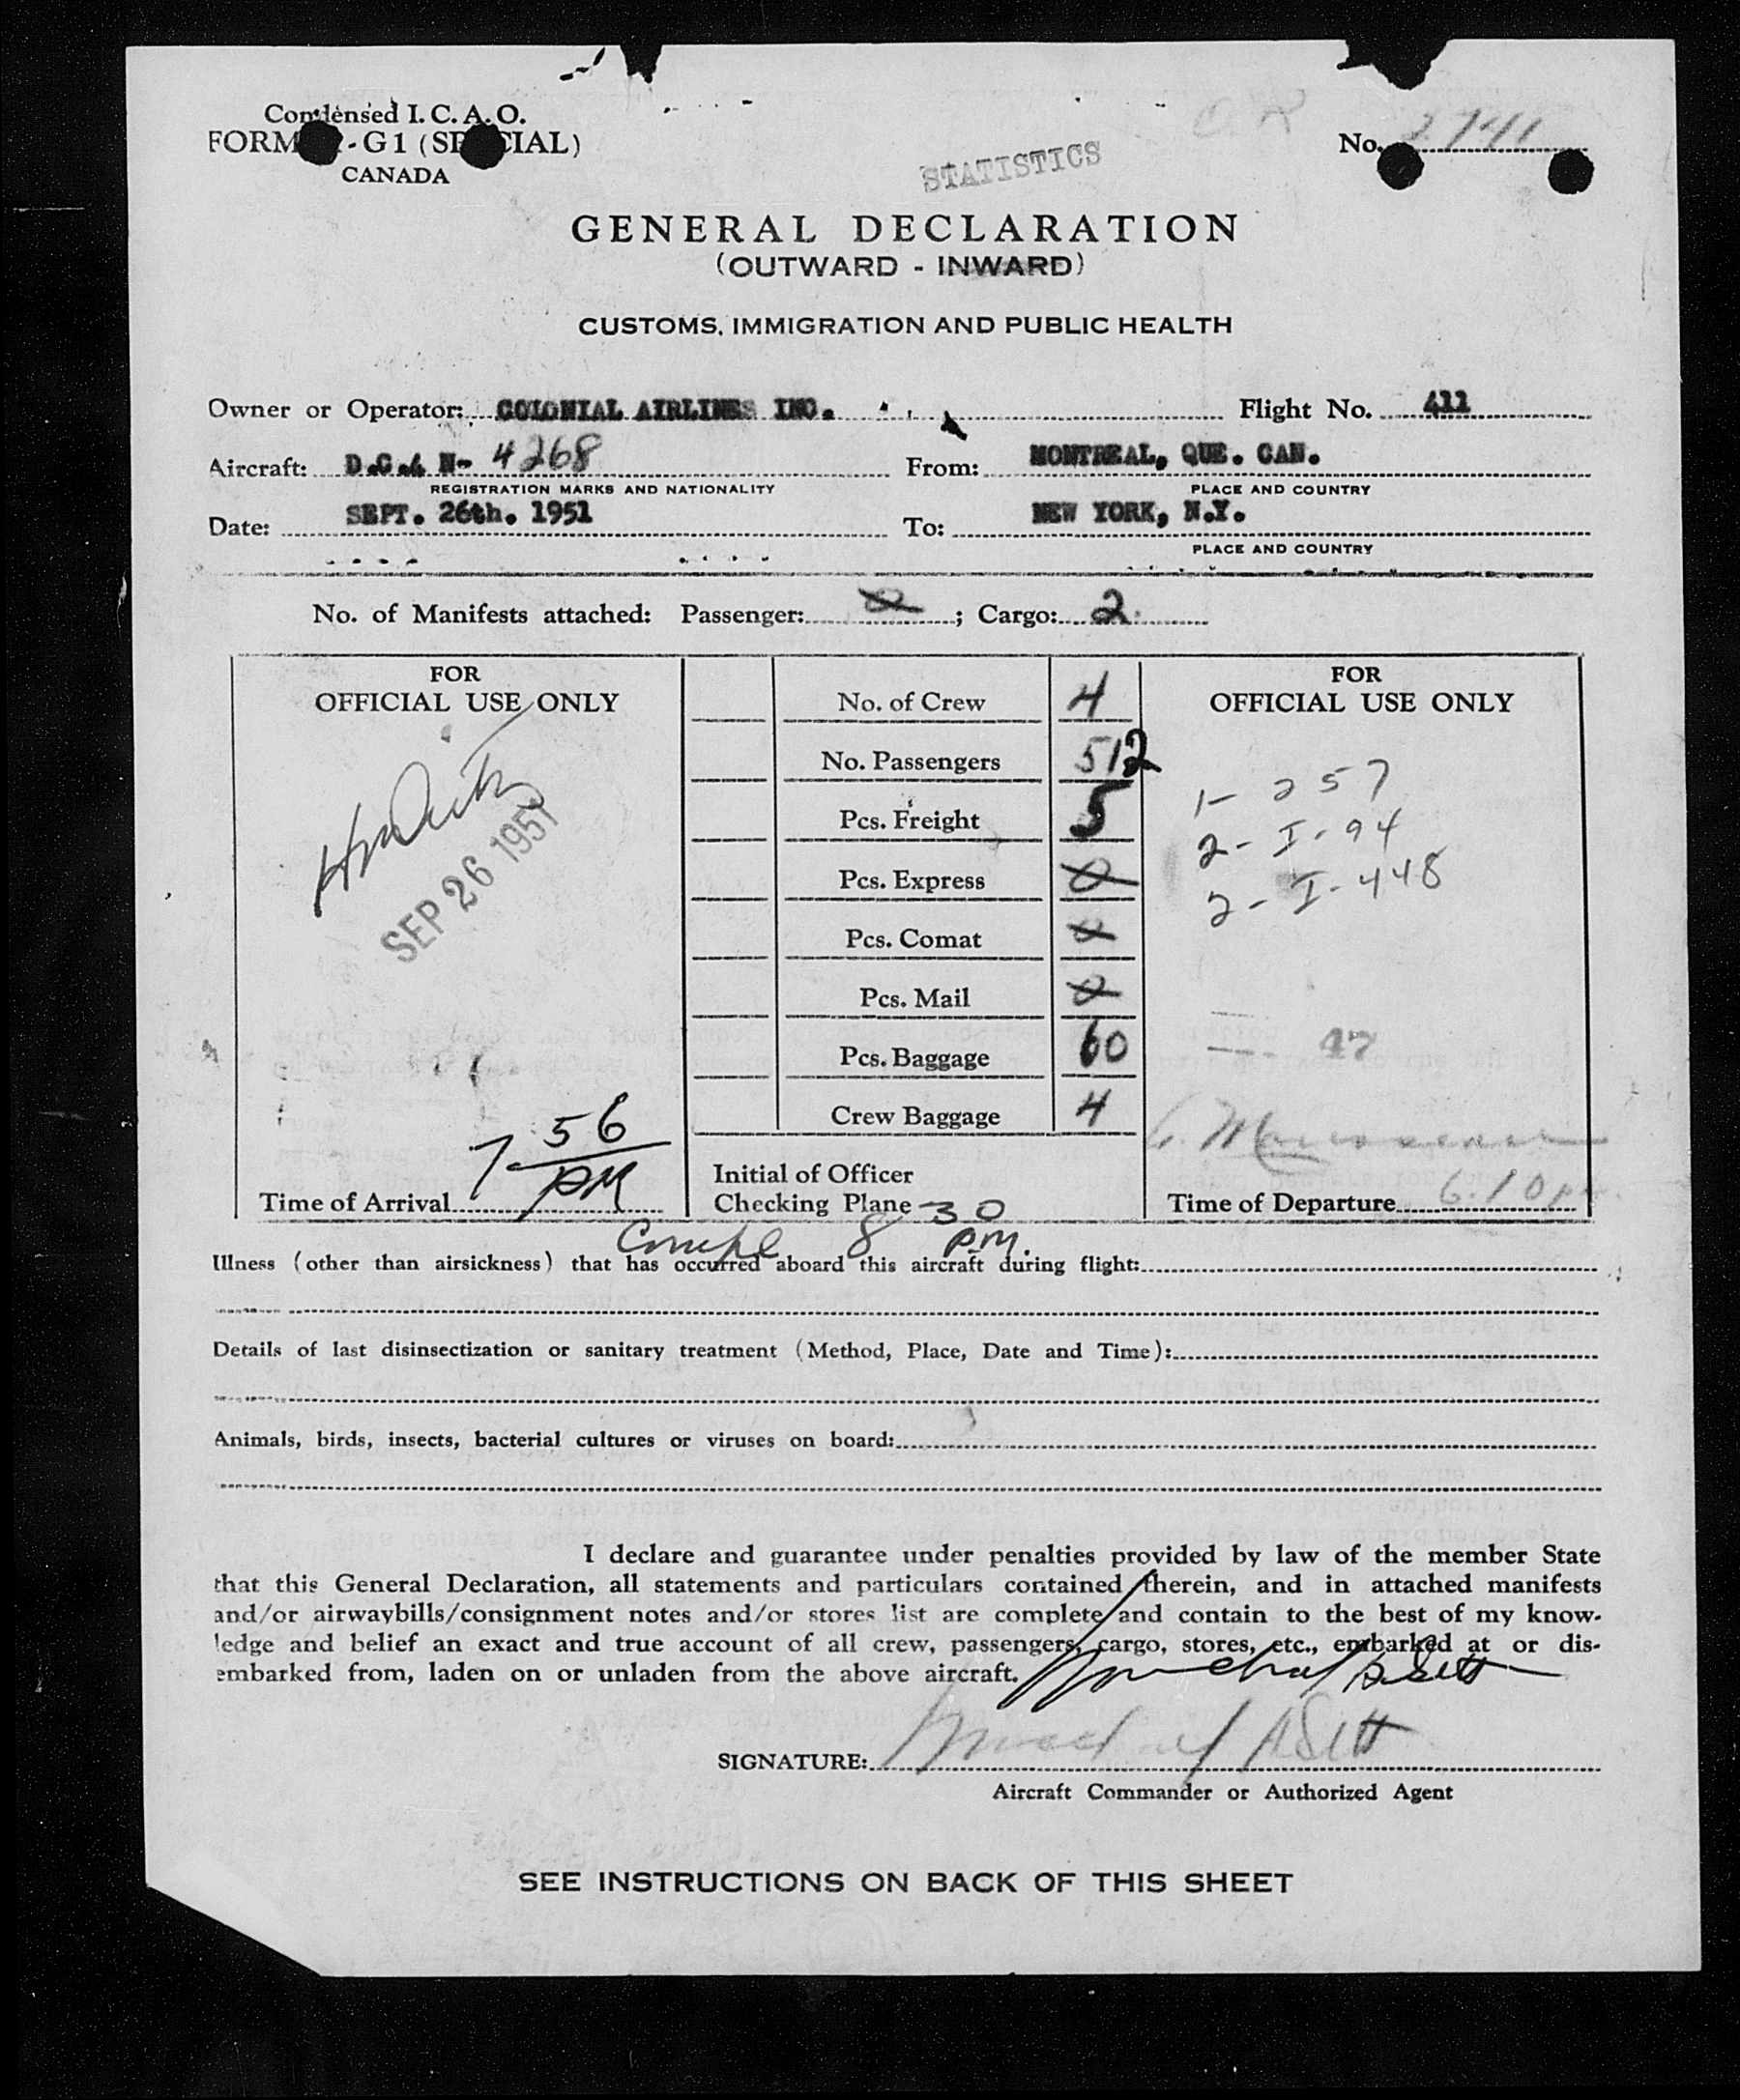 Condensed I. C. A. O.
FORM -G1 (SPECIAL)
CANADA
STATISTICS
No. 2741
GENERAL DECLARATION
(OUTWARD - INWARD)
CUSTOMS, IMMIGRATION AND PUBLIC HEALTH
Owner or Operator: COLONIAL AIRLINES INC. Flight No. 411
Aircraft: D.C.4 N- 4268 From: MONTREAL, QUE. CAN.
REGISTRATION MARKS AND NATIONALITY PLACE AND COUNTRY
Date: SEPT. 26th. 1951 To: NEW YORK, N.Y.
PLACE AND COUNTRY
No. of Manifests attached: Passenger: 0 ; Cargo: 2
FOR
OFFICIAL USE ONLY
SEP 26 1951
7 56
PM
Time of Arrival
No. of Crew 4
No. Passengers 512
Pcs. Freight 5
Pcs. Express 0
Pcs. Comat 0
Pcs. Mail 0
Pcs. Baggage 60
Crew Baggage 4
Initial of Officer
Checking Plane
FOR
OFFICIAL USE ONLY
1- 257
2- I-94
2- I-448
47
Time of Departure 6:10 pm
Compl 8 30 P.M.
Illness (other than airsickness) that has occurred aboard this aircraft during flight:
Details of last disinsectization or sanitary treatment (Method, Place, Date and Time):
Animals, birds, insects, bacterial cultures or viruses on board:
I declare and guarantee under penalties provided by law of the member State
that this General Declaration, all statements and particulars contained therein, and in attached manifests
and/or airwaybills/consignment notes and/or stores list are complete and contain to the best of my know-
ledge and belief an exact and true account of all crew, passengers, cargo, stores, etc., embarked at or dis-
embarked from, laden on or unladen from the above aircraft.
SIGNATURE:
Aircraft Commander or Authorized Agent
SEE INSTRUCTIONS ON BACK OF THIS SHEET